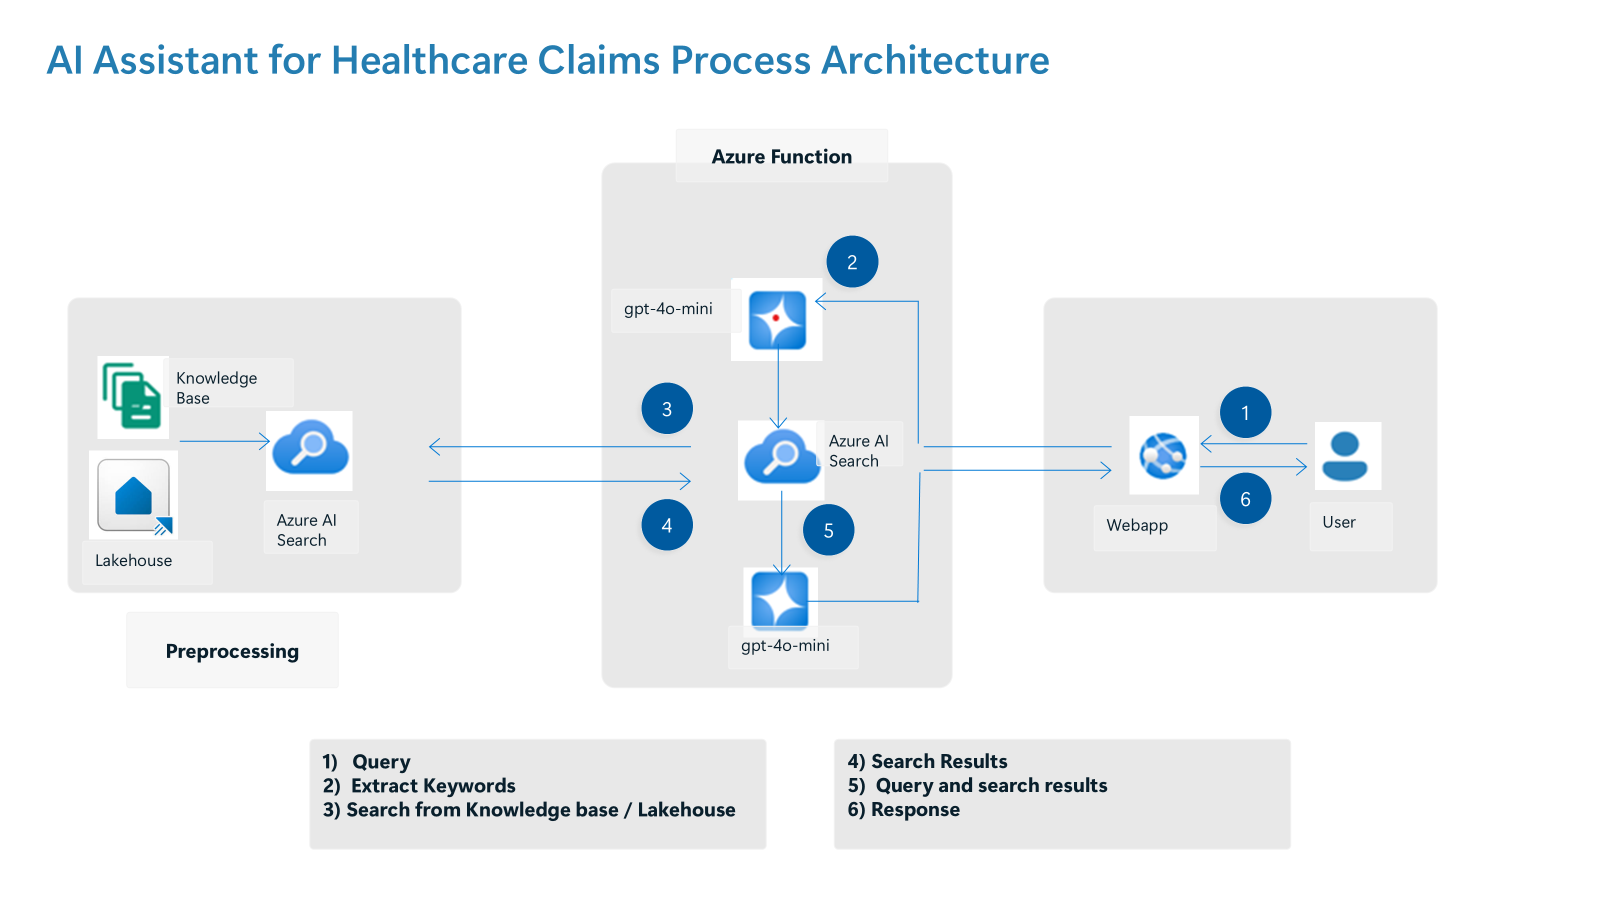 AI Assistant for Healthcare Claims Process Architecture
Azure Function
2
gpt-4o-mini
Knowledge
Base
3
Azure AI
Search
1
Azure AI
Search
4
5
6
Webapp
User
Lakehouse
gpt-4o-mini
Preprocessing
1) Query
2) Extract Keywords
3) Search from Knowledge base / Lakehouse
4) Search Results
5) Query and search results
6) Response